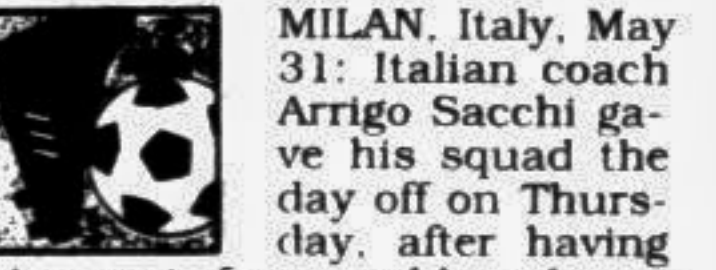 MILAN, Italy, May
31: Italian coach
Arrigo Sacchi ga-
ve his squad the
day off on Thurs-
day, after having